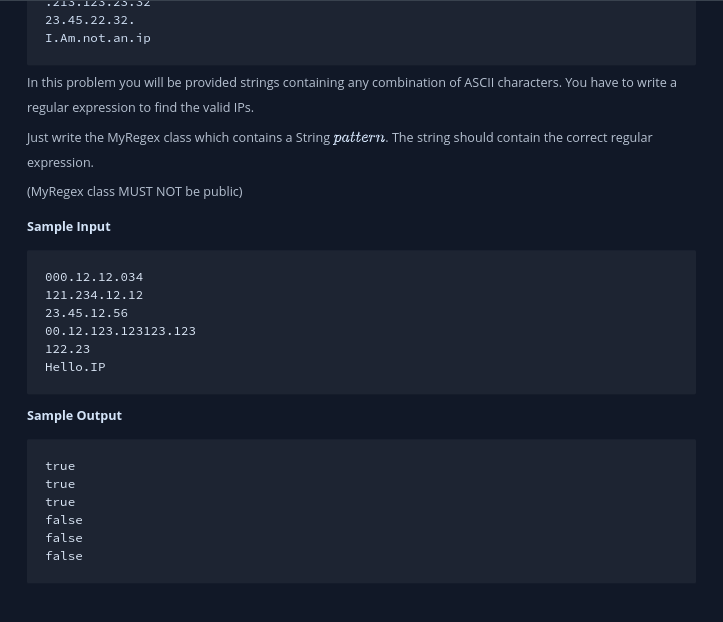 .213.123.23.32
23.45.22.32.
I.Am.not.an.ip
In this problem you will be provided strings containing any combination of ASCII characters. You have to write a
regular expression to find the valid IPs.
Just write the MyRegex class which contains a String pattern. The string should contain the correct regular
expression.
(MyRegex class MUST NOT be public)
Sample Input
000.12.12.034
121.234.12.12
23.45.12.56
00.12.123.123123.123
122.23
Hello.IP
Sample Output
true
true
true
false
false
false